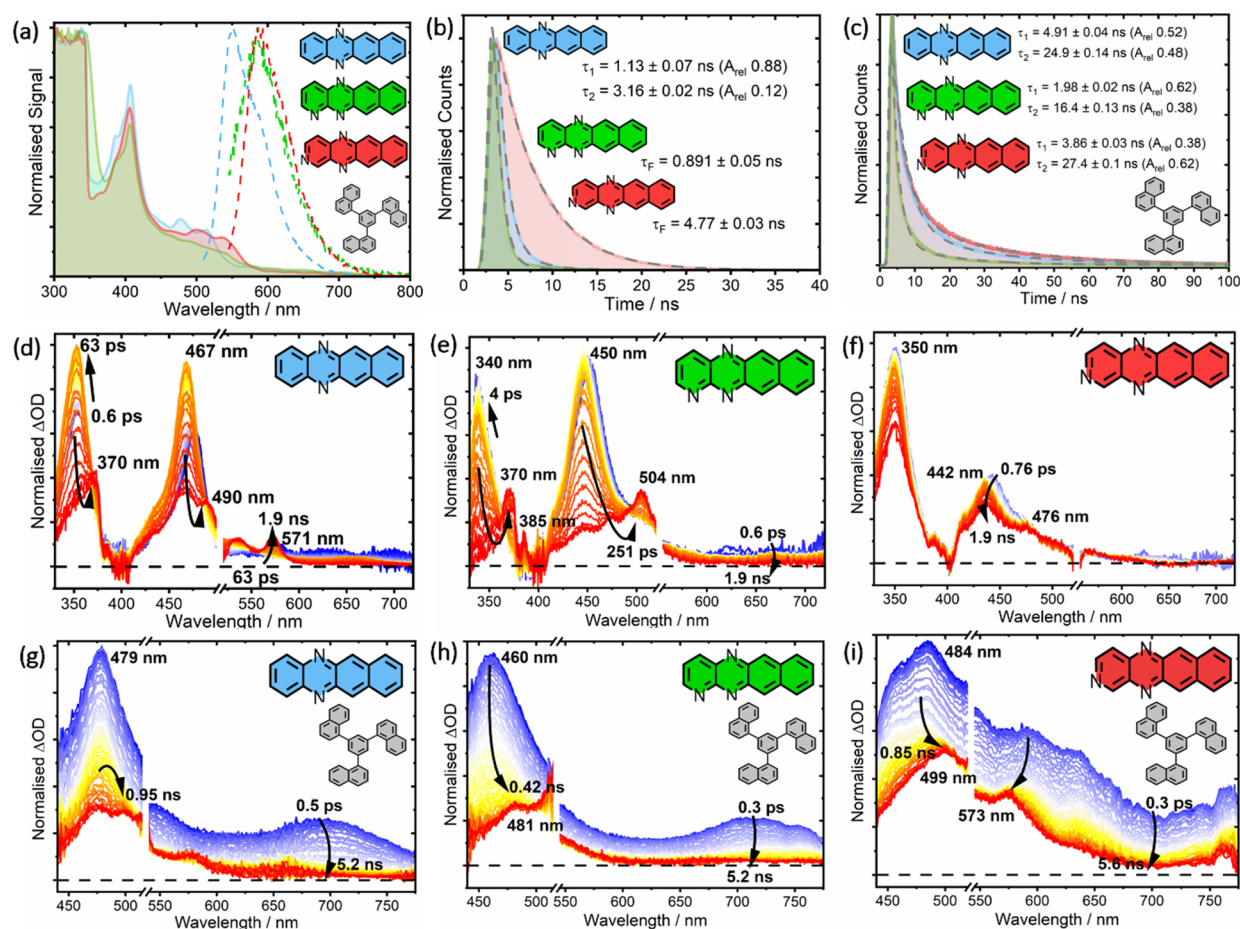 (a)
Normalised Signal
N
N
N
N
N
N
N
N
300 400 500 600 700 800
Wavelength / nm
(b)
Normalised Counts
N
N
τ₁ = 1.13 ± 0.07 ns (Aᵣₑₗ 0.88)
τ₂ = 3.16 ± 0.02 ns (Aᵣₑₗ 0.12)
N
N
N
τF = 0.891 ± 0.05 ns
N
N
N
τF = 4.77 ± 0.03 ns
0 5 10 15 20 25 30 35 40
Time / ns
(c)
Normalised Counts
N
N
τ₁ = 4.91 ± 0.04 ns (Aᵣₑₗ 0.52)
τ₂ = 24.9 ± 0.14 ns (Aᵣₑₗ 0.48)
N
N
N
τ₁ = 1.98 ± 0.02 ns (Aᵣₑₗ 0.62)
τ₂ = 16.4 ± 0.13 ns (Aᵣₑₗ 0.38)
N
N
N
τ₁ = 3.86 ± 0.03 ns (Aᵣₑₗ 0.38)
τ₂ = 27.4 ± 0.1 ns (Aᵣₑₗ 0.62)
0 10 20 30 40 50 60 70 80 90 100
Time / ns
(d)
Normalised ΔOD
63 ps
467 nm
N
N
0.6 ps
370 nm
490 nm
1.9 ns
571 nm
63 ps
350 400 450 500 600 650 700
Wavelength / nm
(e)
Normalised ΔOD
340 nm
450 nm
N
N
N
4 ps
370 nm
504 nm
385 nm
251 ps
0.6 ps
1.9 ns
350 400 450 500 600 650 700
Wavelength / nm
(f)
Normalised ΔOD
350 nm
N
N
N
442 nm
0.76 ps
476 nm
1.9 ns
350 400 450 500 600 650 700
Wavelength / nm
(g)
Normalised ΔOD
479 nm
N
N
0.95 ns
0.5 ps
5.2 ns
450 500 550 600 650 700 750
Wavelength / nm
(h)
Normalised ΔOD
460 nm
N
N
N
0.42 ns
481 nm
0.3 ps
5.2 ns
450 500 550 600 650 700 750
Wavelength / nm
(i)
Normalised ΔOD
484 nm
N
N
N
0.85 ns
499 nm
573 nm
0.3 ps
5.6 ns
450 500 550 600 650 700 750
Wavelength / nm